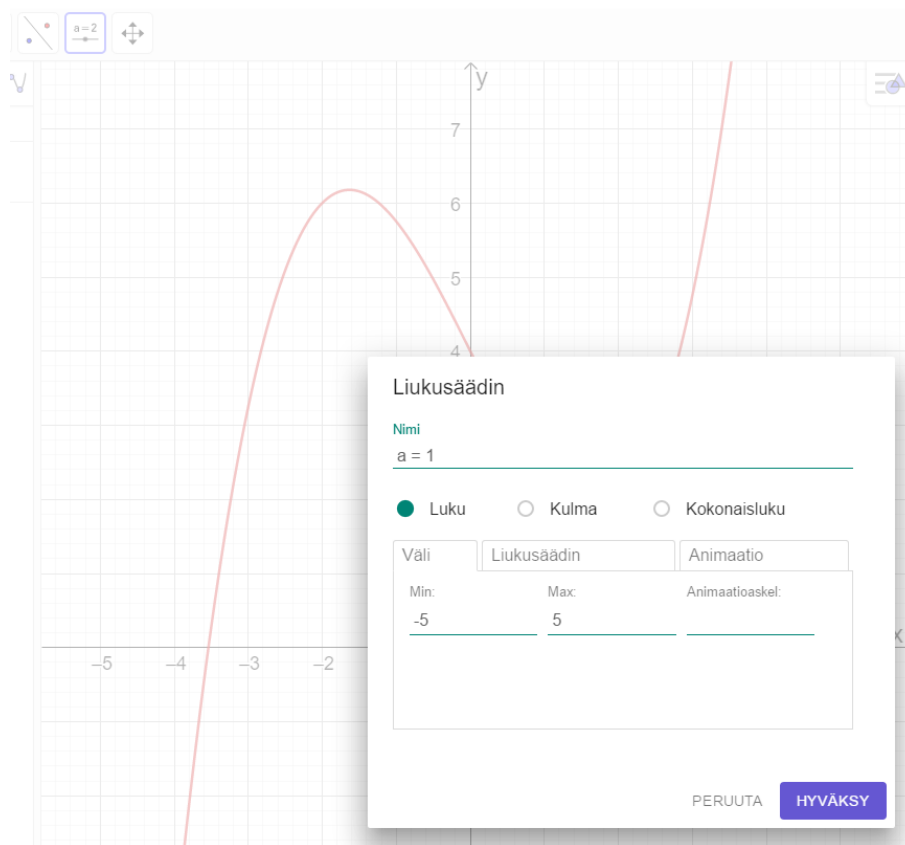 a = 2
y
7
6
5
4
Liukusäädin
Nimi
a = 1
Luku Kulma Kokonaisluku
Väli Liukusäädin Animaatio
Min: Max: Animaatioaskel:
-5 5
x
–5 –4 –3 –2
PERUUTA HYVÄKSY